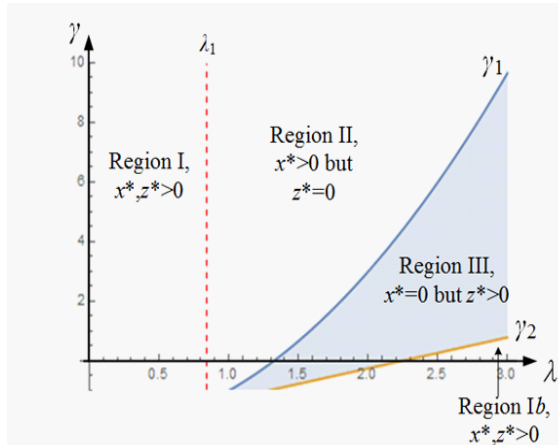 γ
λ₁
γ1
10
8
6
4
2
Region I,
x*,z*>0
Region II,
x*>0 but
z*=0
Region III,
x*=0 but z*>0
γ2
0.5
1.0
1.5
2.0
2.5
3.0
λ
Region Ib,
x*,z*>0